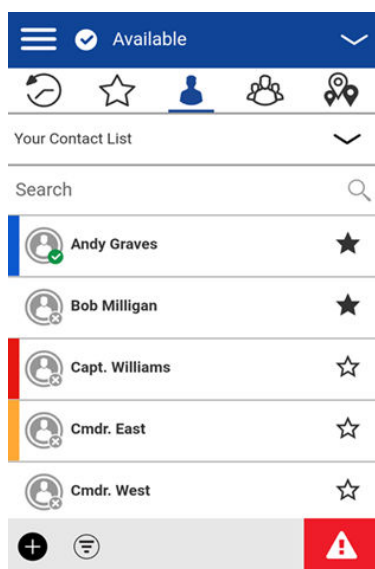 Available
Your Contact List
Search
Andy Graves
Bob Milligan
Capt. Williams
Cmdr. East
Cmdr. West